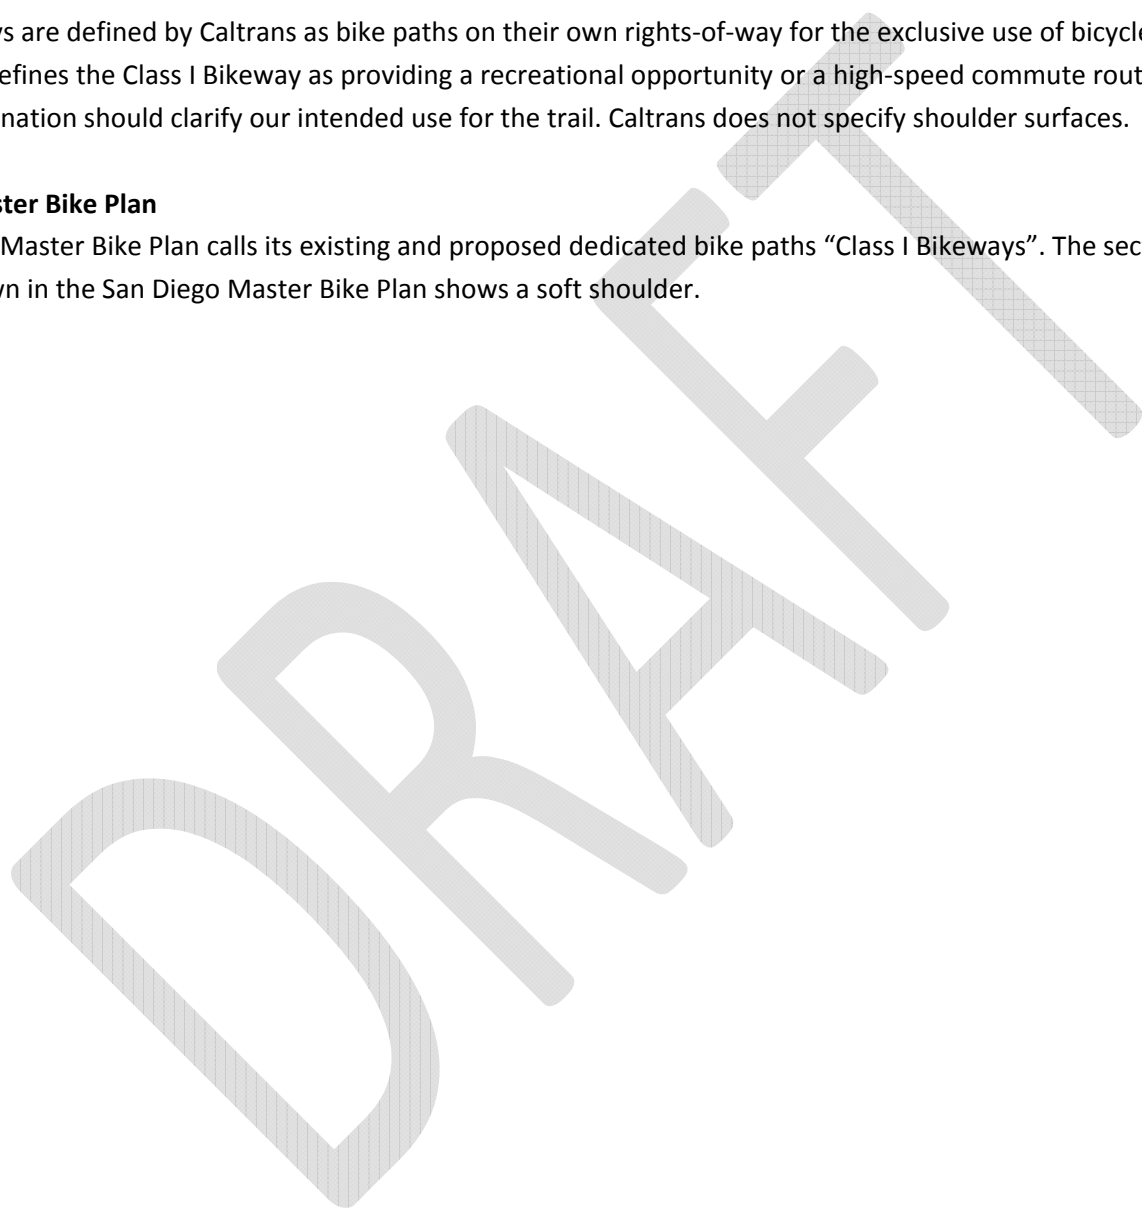 s are defined by Caltrans as bike paths on their own rights-of-way for the exclusive use of bicycle
efines the Class I Bikeway as providing a recreational opportunity or a high-speed commute rout
nation should clarify our intended use for the trail. Caltrans does not specify shoulder surfaces.
ster Bike Plan
Master Bike Plan calls its existing and proposed dedicated bike paths “Class I Bikeways”. The sec
n in the San Diego Master Bike Plan shows a soft shoulder.
DRAFT